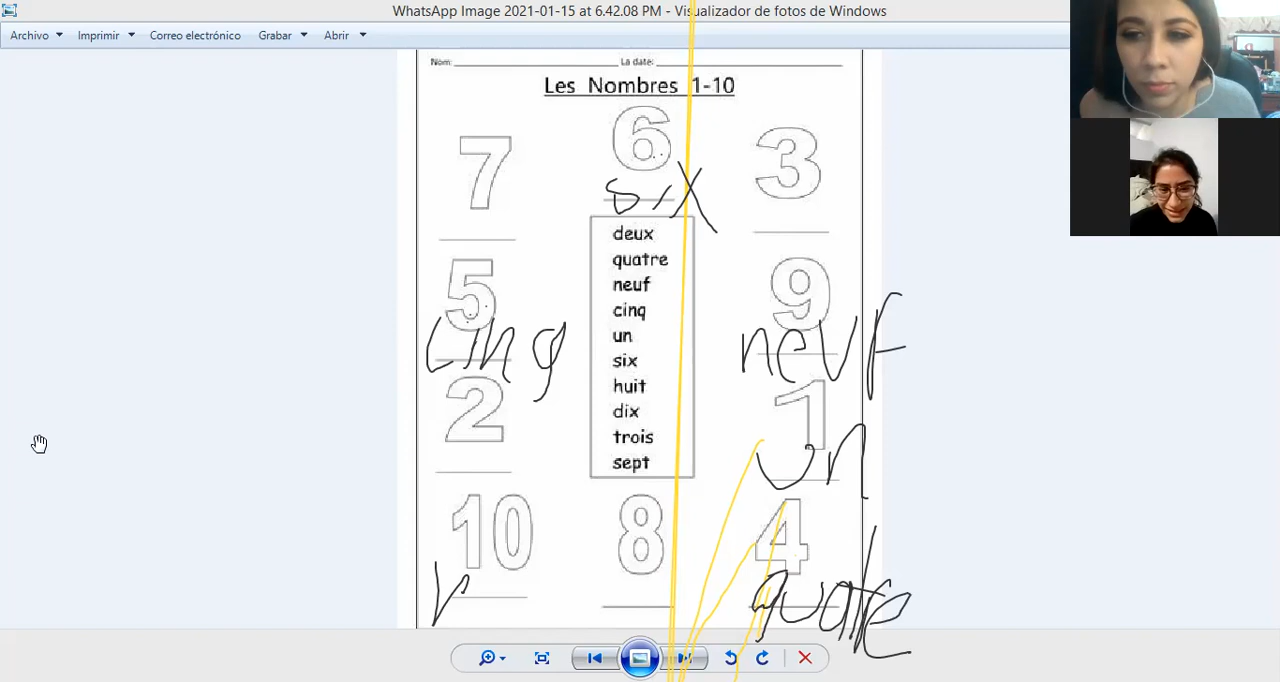 WhatsApp Image 2021-01-15 at 6.42.08 PM - Visualizador de fotos de Windows
Archivo Imprimir Correo electrónico Grabar Abrir
Nom: La date:
Les Nombres 1-10
7 6 3
six
deux
quatre
neuf
cinq
un
six
huit
dix
trois
sept
5 9
cinq neuf
2 1
un
10 8 4
quatre